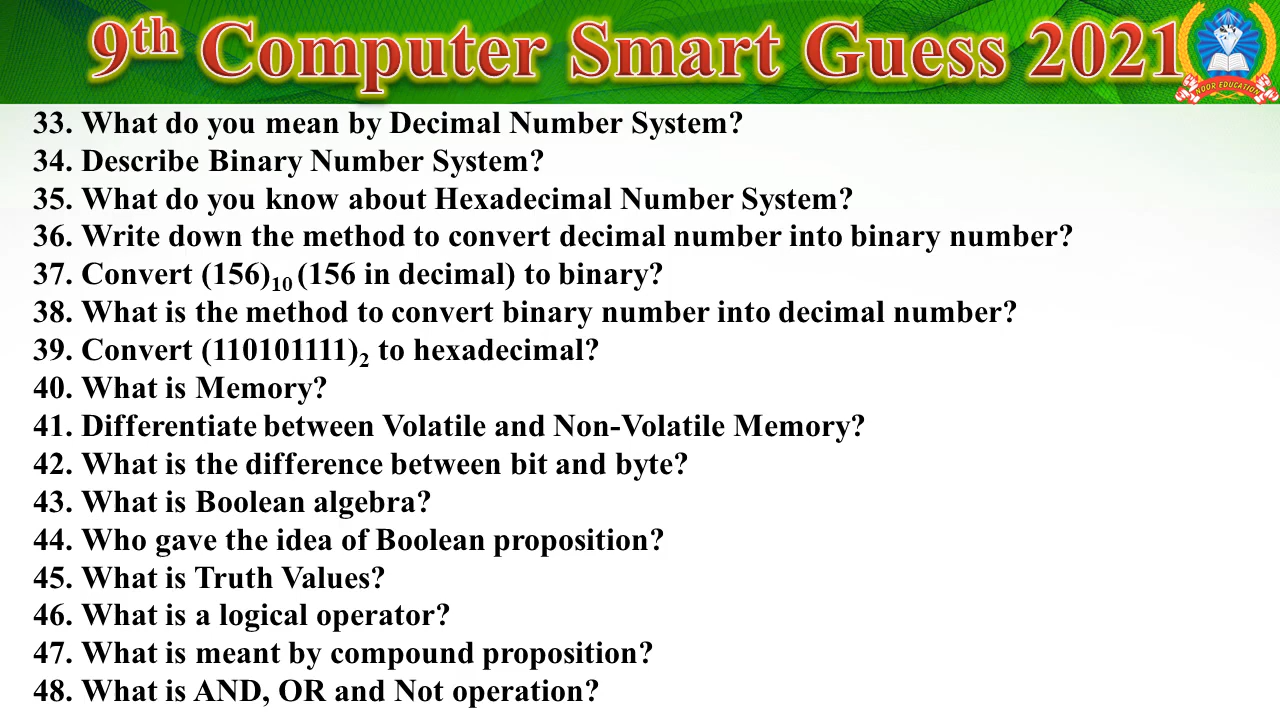 9th Computer Smart Guess 2021
NOOR EDUCATION
33. What do you mean by Decimal Number System?
34. Describe Binary Number System?
35. What do you know about Hexadecimal Number System?
36. Write down the method to convert decimal number into binary number?
37. Convert (156)₁₀ (156 in decimal) to binary?
38. What is the method to convert binary number into decimal number?
39. Convert (110101111)₂ to hexadecimal?
40. What is Memory?
41. Differentiate between Volatile and Non-Volatile Memory?
42. What is the difference between bit and byte?
43. What is Boolean algebra?
44. Who gave the idea of Boolean proposition?
45. What is Truth Values?
46. What is a logical operator?
47. What is meant by compound proposition?
48. What is AND, OR and Not operation?